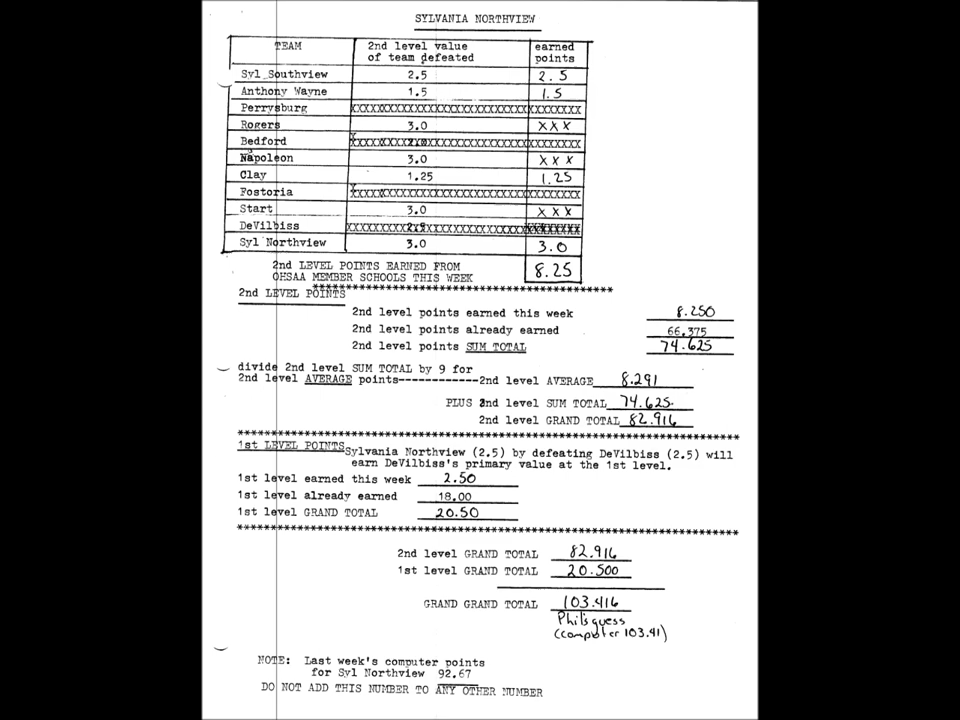 SYLVANIA NORTHVIEW
TEAM 2nd level value of team defeated earned points
Syl Southview 2.5 2.5
Anthony Wayne 1.5 1.5
Perrysburg XXXXXXXXXXXXXXXXXXXXXXXXXXXXXXXXXXXXXX
Rogers 3.0 XXX
Bedford XXXXXXXXXXXXXXXXXXXXXXXXXXXXXXXXXXXXXX
Napoleon 3.0 XXX
Clay 1.25 1.25
Fostoria XXXXXXXXXXXXXXXXXXXXXXXXXXXXXXXXXXXXXX
Start 3.0 XXX
DeVilbiss XXXXXXXXXXXXXXXXXXXXXXXXXXXXXXXXXXXXXX
Syl Northview 3.0 3.0
2nd LEVEL POINTS EARNED FROM
OHSAA MEMBER SCHOOLS THIS WEEK 8.25
****************************************
2nd LEVEL POINTS
2nd level points earned this week 8.250
2nd level points already earned 66.375
2nd level points SUM TOTAL 74.625
divide 2nd level SUM TOTAL by 9 for
2nd level AVERAGE points------------2nd level AVERAGE 8.291
PLUS 2nd level SUM TOTAL 74.625
2nd level GRAND TOTAL 82.916
******************************************************************
1st LEVEL POINTS Sylvania Northview (2.5) by defeating DeVilbiss (2.5) will
earn DeVilbiss's primary value at the 1st level.
1st level earned this week 2.50
1st level already earned 18.00
1st level GRAND TOTAL 20.50
******************************************************************
2nd level GRAND TOTAL 82.916
1st level GRAND TOTAL 20.500
GRAND GRAND TOTAL 103.416
Phil's guess
(computer 103.41)
NOTE: Last week's computer points
for Syl Northview 92.67
DO NOT ADD THIS NUMBER TO ANY OTHER NUMBER